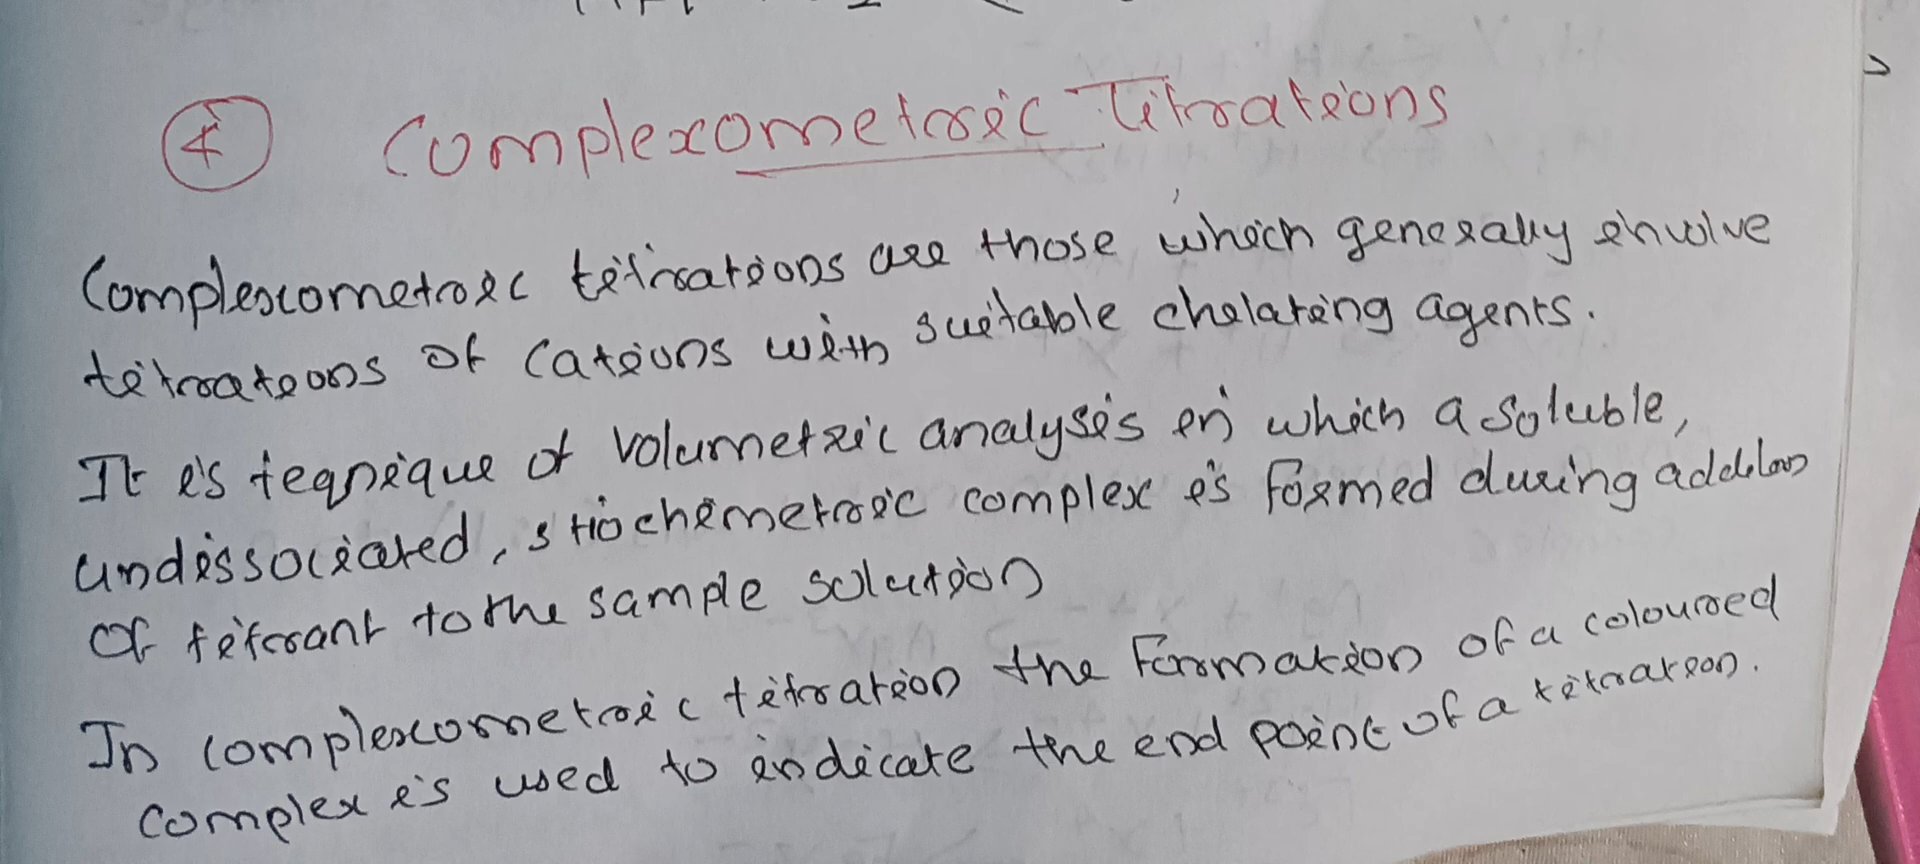 ④ Complexometric Titrations
Complexometric titrations are those which generally involve
titrations of Cations with suitable chelating agents.
It is teqnique of Volumetric analysis in which a soluble,
undissociated, stiochemetric complex is formed during addition
of titrant to the sample solution
In complexometric titration the Formation of a coloured
complex is used to indicate the end point of a titration.